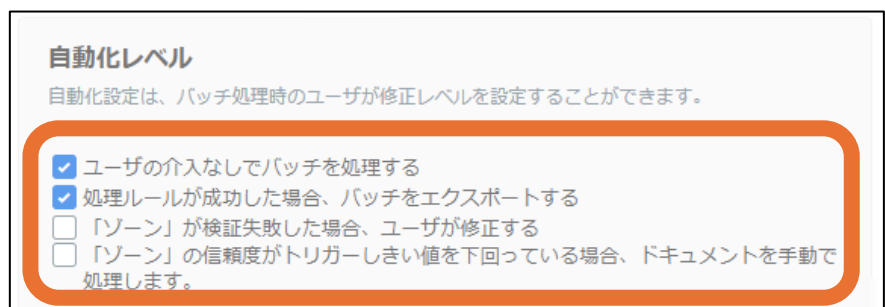 自動化レベル
自動化設定は、バッチ処理時のユーザが修正レベルを設定することができます。
ユーザの介入なしでバッチを処理する
処理ルールが成功した場合、バッチをエクスポートする
「ゾーン」が検証失敗した場合、ユーザが修正する
「ゾーン」の信頼度がトリガーしきい値を下回っている場合、ドキュメントを手動で
処理します。